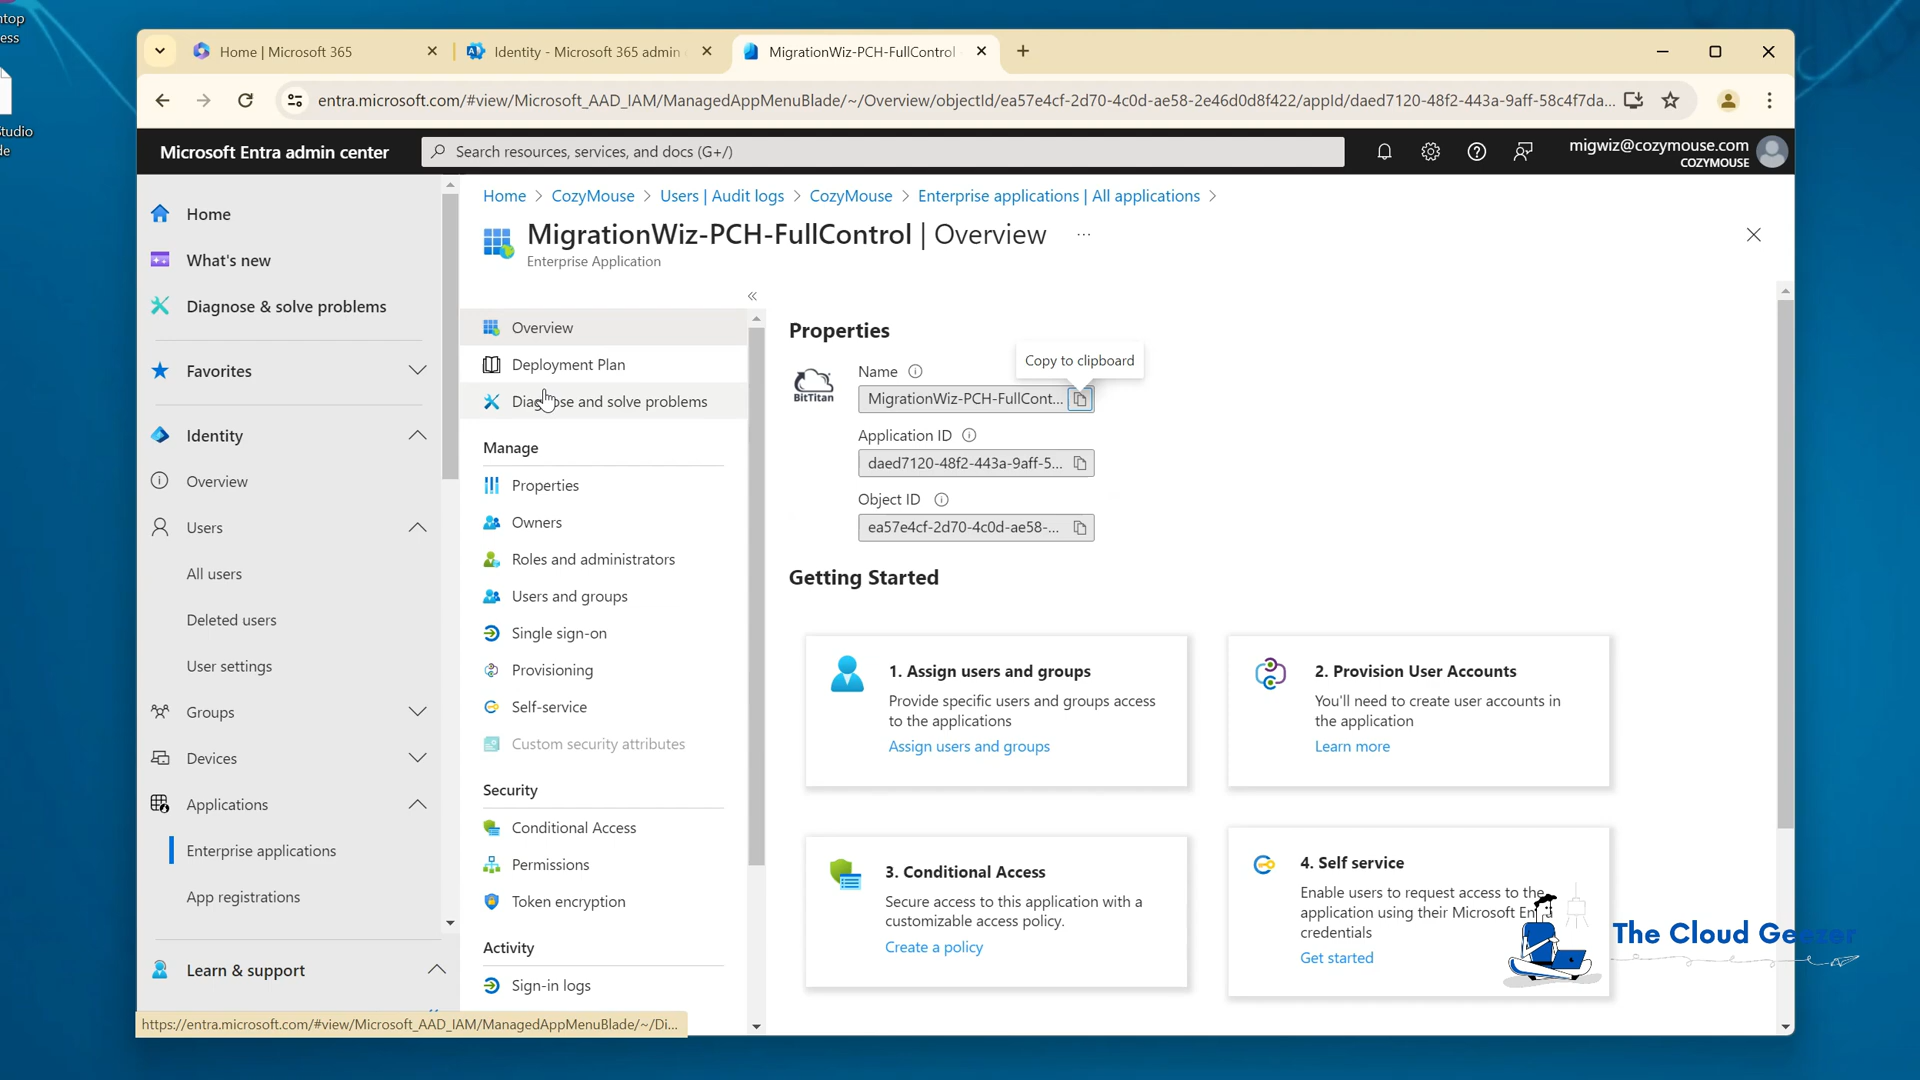 ntop
ess
Studio
de
Home | Microsoft 365
Identity - Microsoft 365 admin
MigrationWiz-PCH-FullControl
entra.microsoft.com/#view/Microsoft_AAD_IAM/ManagedAppMenuBlade/~/Overview/objectId/ea57e4cf-2d70-4c0d-ae58-2e46d0d8f422/appId/daed7120-48f2-443a-9aff-58c4f7da...
Microsoft Entra admin center
Search resources, services, and docs (G+/)
migwiz@cozymouse.com
COZYMOUSE
Home
What's new
Diagnose & solve problems
Favorites
Identity
Overview
Users
All users
Deleted users
User settings
Groups
Devices
Applications
Enterprise applications
App registrations
Learn & support
Home > CozyMouse > Users | Audit logs > CozyMouse > Enterprise applications | All applications >
MigrationWiz-PCH-FullControl | Overview ...
Enterprise Application
Overview
Deployment Plan
Diagnose and solve problems
Manage
Properties
Owners
Roles and administrators
Users and groups
Single sign-on
Provisioning
Self-service
Custom security attributes
Security
Conditional Access
Permissions
Token encryption
Activity
Sign-in logs
Properties
BitTitan
Name
Copy to clipboard
MigrationWiz-PCH-FullCont...
Application ID
daed7120-48f2-443a-9aff-5...
Object ID
ea57e4cf-2d70-4c0d-ae58-...
Getting Started
1. Assign users and groups
Provide specific users and groups access
to the applications
Assign users and groups
2. Provision User Accounts
You'll need to create user accounts in
the application
Learn more
3. Conditional Access
Secure access to this application with a
customizable access policy.
Create a policy
4. Self service
Enable users to request access to the
application using their Microsoft Entra
credentials
Get started
The Cloud Geezer
https://entra.microsoft.com/#view/Microsoft_AAD_IAM/ManagedAppMenuBlade/~/Di...